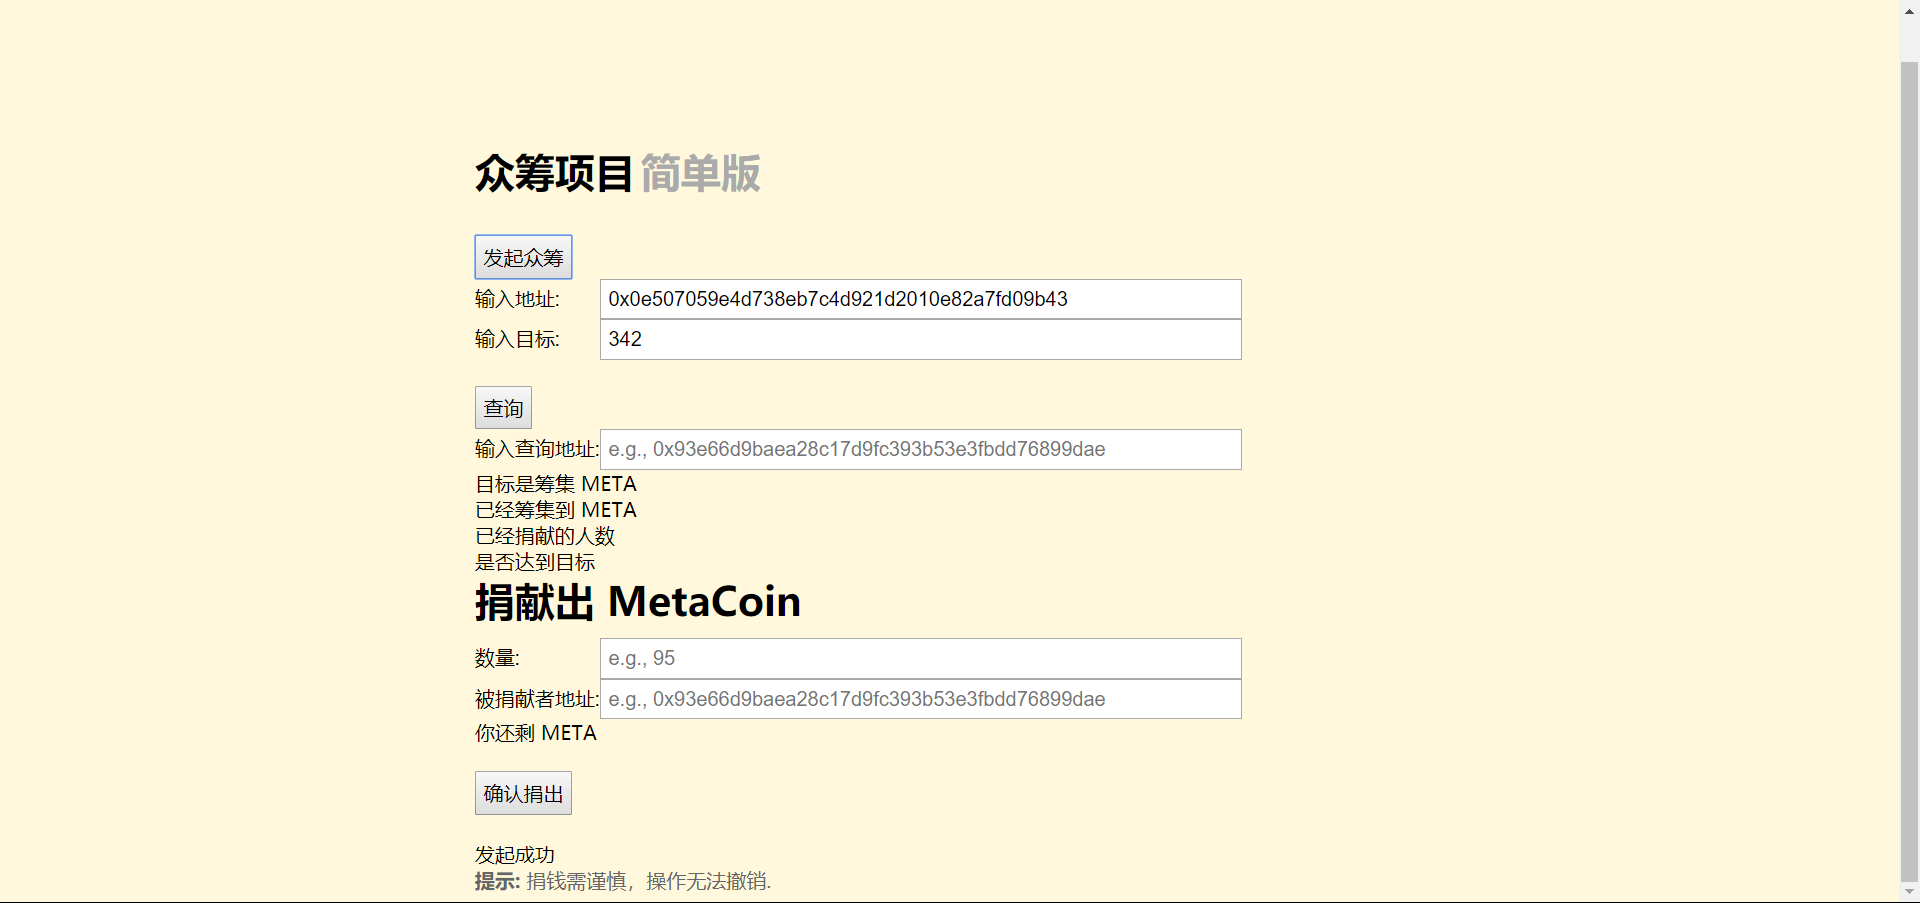 众筹项目 简单版
发起众筹
输入地址: 0x0e507059e4d738eb7c4d921d2010e82a7fd09b43
输入目标: 342
查询
输入查询地址: e.g., 0x93e66d9baea28c17d9fc393b53e3fbdd76899dae
目标是筹集 META
已经筹集到 META
已经捐献的人数
是否达到目标
捐献出 MetaCoin
数量: e.g., 95
被捐献者地址: e.g., 0x93e66d9baea28c17d9fc393b53e3fbdd76899dae
你还剩 META
确认捐出
发起成功
提示: 捐钱需谨慎，操作无法撤销.